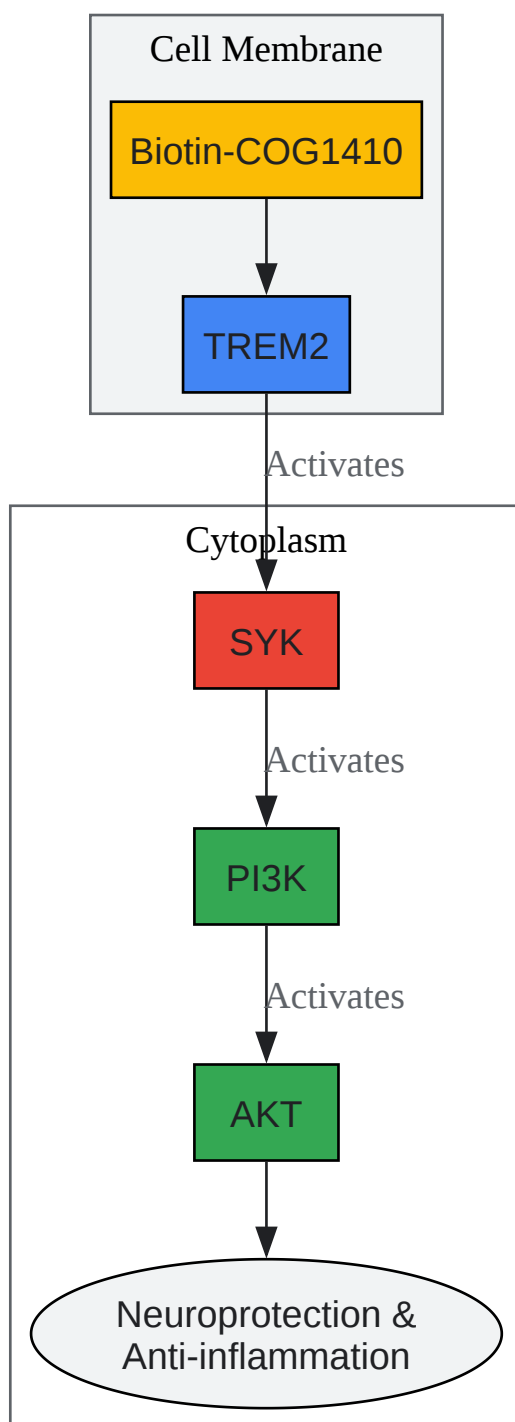 Cell Membrane
Biotin-COG1410
TREM2
Activates
Cytoplasm
SYK
Activates
PI3K
Activates
AKT
Neuroprotection &
Anti-inflammation